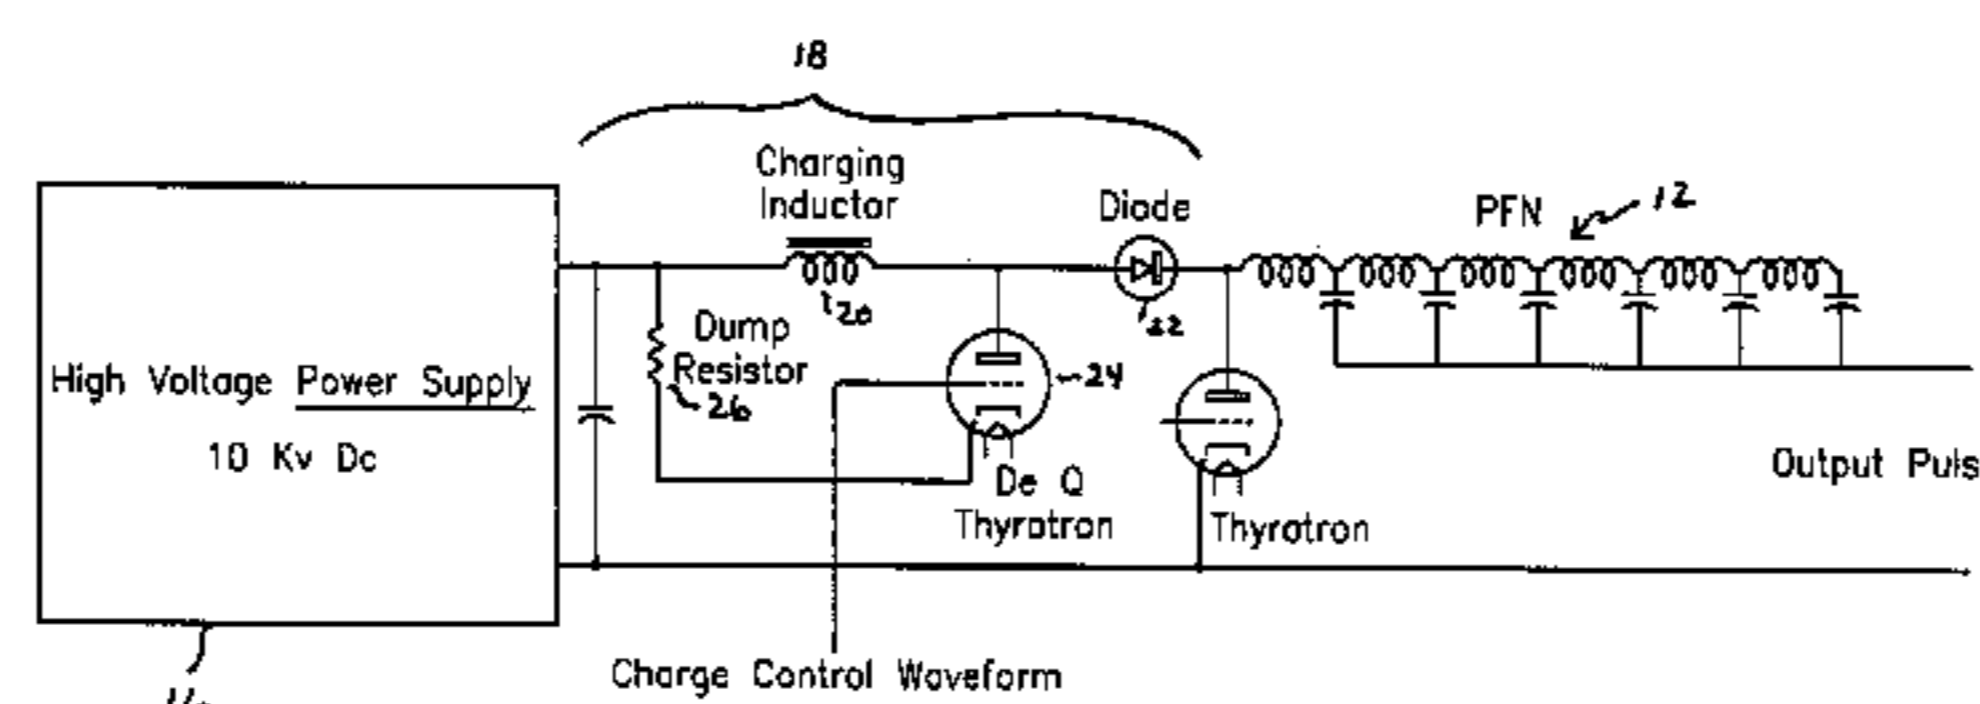 18
Charging
Inductor
Diode
PFN
12
20
22
Dump
Resistor
26
24
High Voltage Power Supply
10 Kv Dc
De Q
Thyratron
Thyratron
Output Puls
Charge Control Waveform